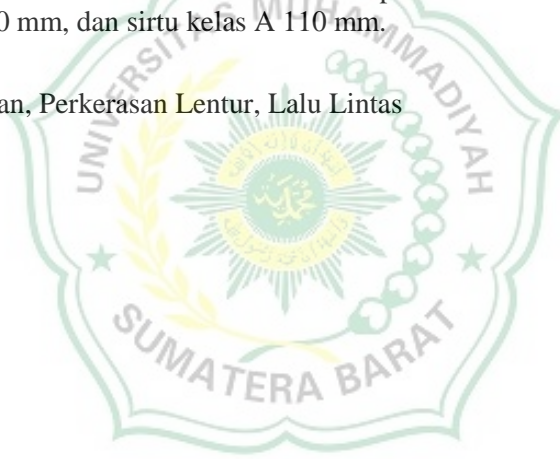 0 mm, dan sirtu kelas A 110 mm.
an, Perkerasan Lentur, Lalu Lintas
UNIVERSITAS MUHAMMADIYAH
SUMATERA BARAT